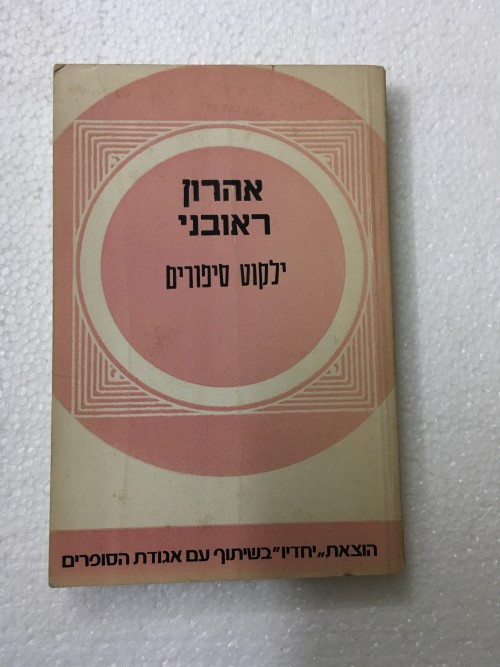 אהרון
ראובני
ילקוט סיפורים
הוצאת „יחדיו” בשיתוף עם אגודת הסופרים